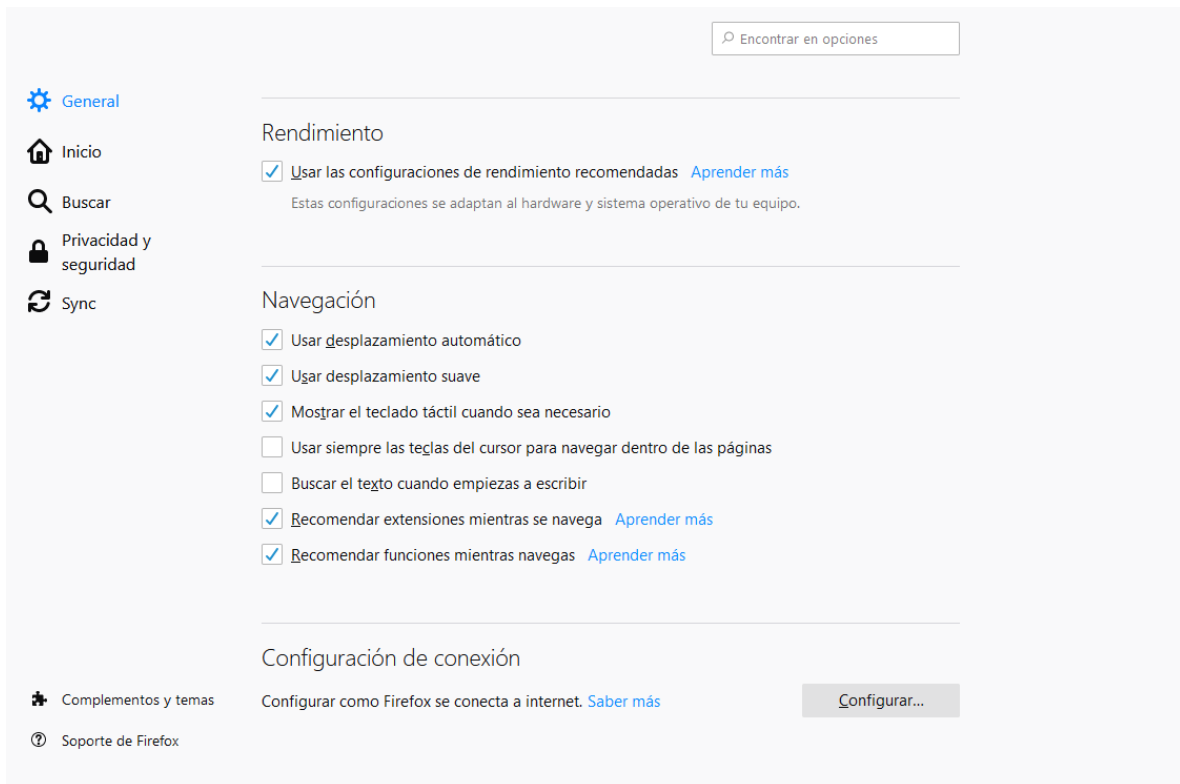 Encontrar en opciones
General
Inicio
Buscar
Privacidad y
seguridad
Sync
Complementos y temas
Soporte de Firefox
Rendimiento
Usar las configuraciones de rendimiento recomendadas Aprender más
Estas configuraciones se adaptan al hardware y sistema operativo de tu equipo.
Navegación
Usar desplazamiento automático
Usar desplazamiento suave
Mostrar el teclado táctil cuando sea necesario
Usar siempre las teclas del cursor para navegar dentro de las páginas
Buscar el texto cuando empiezas a escribir
Recomendar extensiones mientras se navega Aprender más
Recomendar funciones mientras navegas Aprender más
Configuración de conexión
Configurar como Firefox se conecta a internet. Saber más
Configurar...